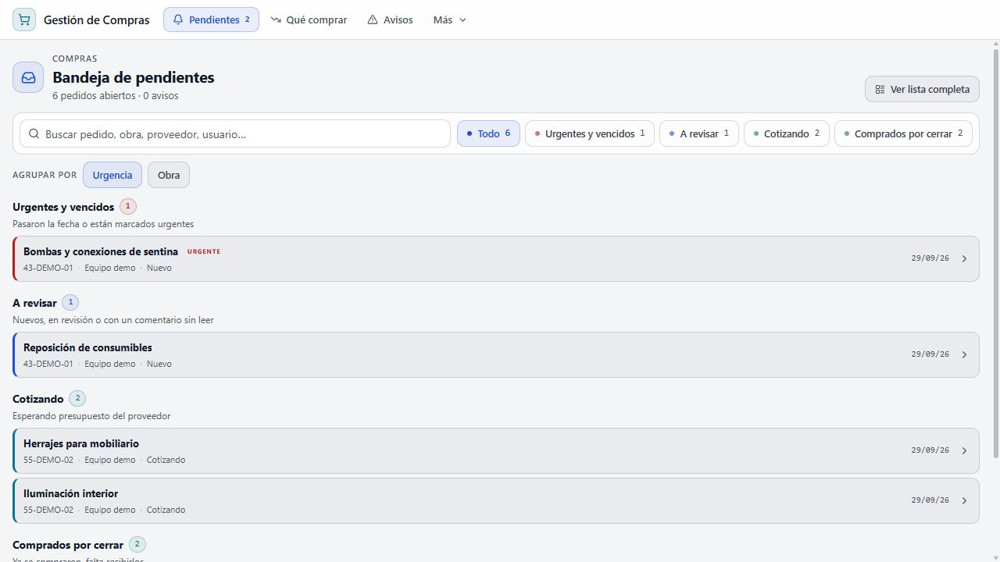 Gestión de Compras
Pendientes 2
Qué comprar
Avisos
Más
COMPRAS
Bandeja de pendientes
6 pedidos abiertos · 0 avisos
Ver lista completa
Buscar pedido, obra, proveedor, usuario...
Todo 6
Urgentes y vencidos 1
A revisar 1
Cotizando 2
Comprados por cerrar 2
AGRUPAR POR
Urgencia
Obra
Urgentes y vencidos 1
Pasaron la fecha o están marcados urgentes
Bombas y conexiones de sentina URGENTE
43-DEMO-01 · Equipo demo · Nuevo
29/09/26
A revisar 1
Nuevos, en revisión o con un comentario sin leer
Reposición de consumibles
43-DEMO-01 · Equipo demo · Nuevo
29/09/26
Cotizando 2
Esperando presupuesto del proveedor
Herrajes para mobiliario
55-DEMO-02 · Equipo demo · Cotizando
29/09/26
Iluminación interior
55-DEMO-02 · Equipo demo · Cotizando
29/09/26
Comprados por cerrar 2
Ya se compraron, falta recibirlos